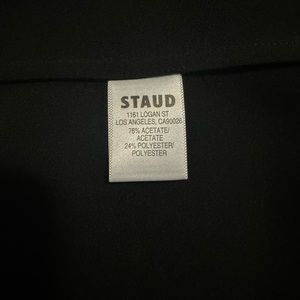 STAUD
1161 LOGAN ST
LOS ANGELES, CA90026
76% ACETATE/
ACETATE
24% POLYESTER/
POLYESTER